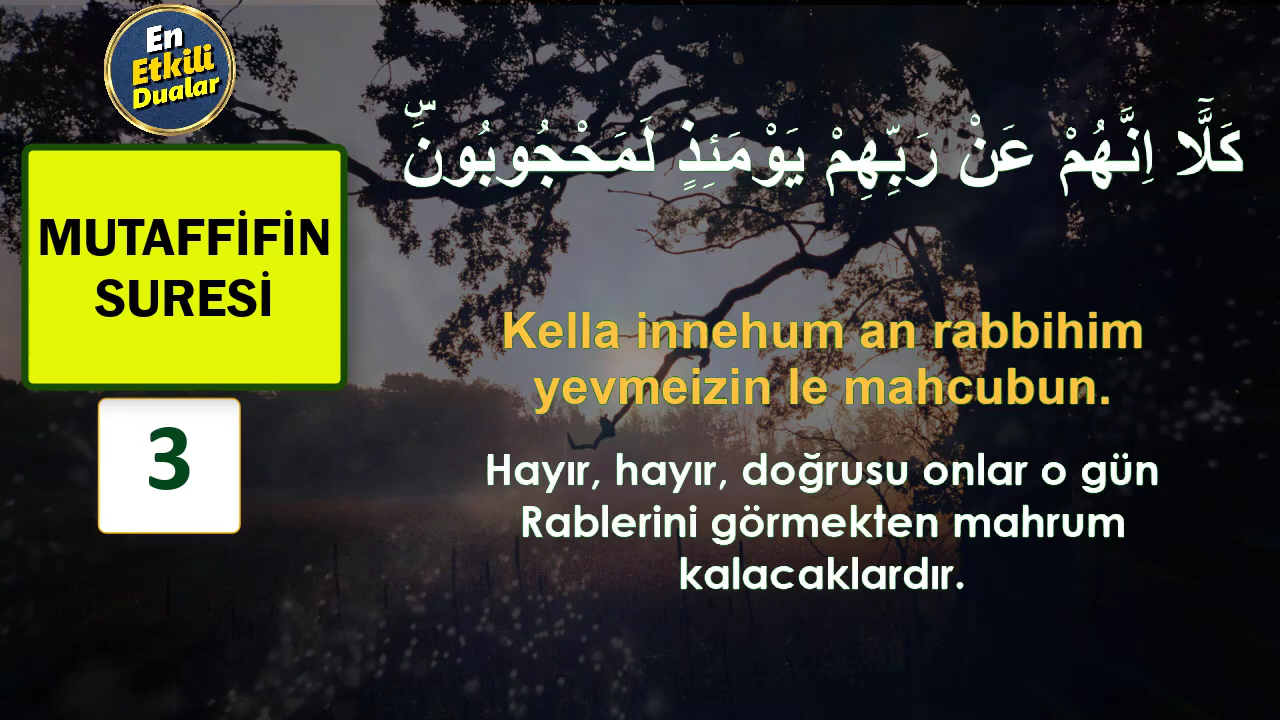 En
Etkili
Dualar
كَلَّٓا اِنَّهُمْ عَنْ رَبِّهِمْ يَوْمَئِذٍ لَمَحْجُوبُونَۜ
MUTAFFİFİN
SURESİ
3
Kella innehum an rabbihim
yevmeizin le mahcubun.
Hayır, hayır, doğrusu onlar o gün
Rablerini görmekten mahrum
kalacaklardır.